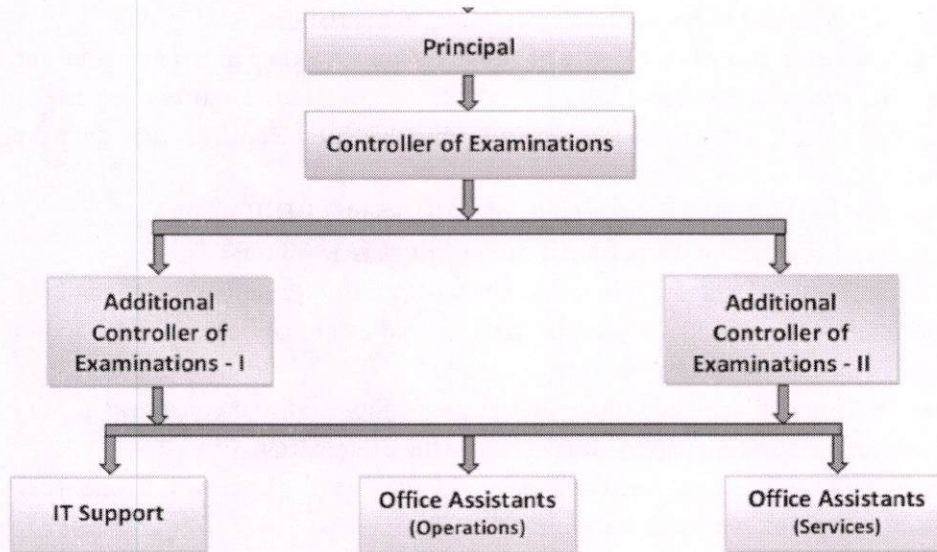 Principal
Controller of Examinations
Additional
Controller of
Examinations - I
Additional
Controller of
Examinations - II
IT Support
Office Assistants
(Operations)
Office Assistants
(Services)